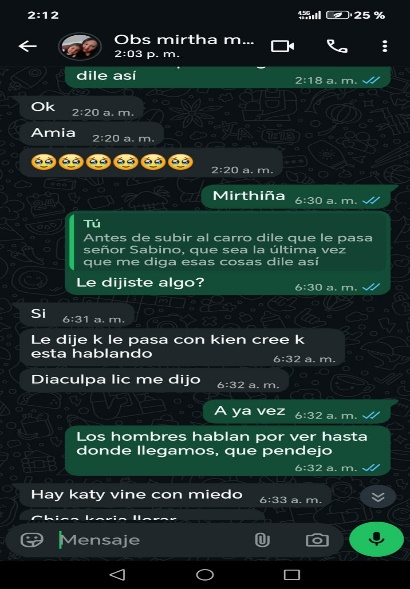 2:12
25 %
Obs mirtha m...
2:03 p. m.
dile así
2:18 a. m.
Ok 2:20 a. m.
Amia 2:20 a. m.
🥹🥹🥹🥹🥹🥹 2:20 a. m.
Mirthiña 6:30 a. m.
Tú
Antes de subir al carro dile que le pasa
señor Sabino, que sea la última vez
que me diga esas cosas dile así
Le dijiste algo?
6:30 a. m.
Si 6:31 a. m.
Le dije k le pasa con kien cree k
esta hablando 6:32 a. m.
Diaculpa lic me dijo 6:32 a. m.
A ya vez 6:32 a. m.
Los hombres hablan por ver hasta
donde llegamos, que pendejo
6:32 a. m.
Hay katy vine con miedo 6:33 a. m.
Chica keria llorar
Mensaje